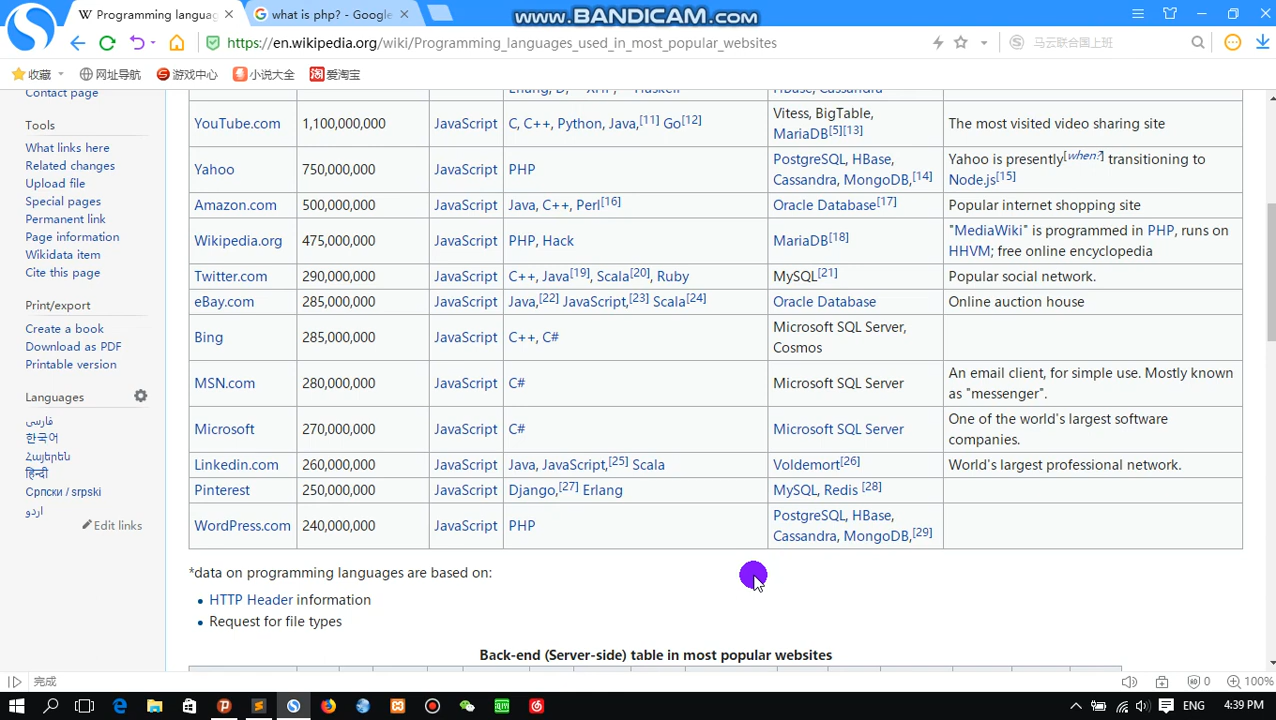 Programming languag
what is php? - Google
www.BANDICAM.com
https://en.wikipedia.org/wiki/Programming_languages_used_in_most_popular_websites
马云联合国上班
收藏 网址导航 游戏中心 小说大全 爱淘宝
Contact page
Tools
What links here
Related changes
Upload file
Special pages
Permanent link
Page information
Wikidata item
Cite this page
Print/export
Create a book
Download as PDF
Printable version
Languages
فارسی
한국어
Հայերեն
हिन्दी
Српски / srpski
اردو
Edit links
YouTube.com 1,100,000,000 JavaScript C, C++, Python, Java,[11] Go[12] Vitess, BigTable, MariaDB[5][13] The most visited video sharing site
Yahoo 750,000,000 JavaScript PHP PostgreSQL, HBase, Cassandra, MongoDB,[14] Yahoo is presently[when?] transitioning to Node.js[15]
Amazon.com 500,000,000 JavaScript Java, C++, Perl[16] Oracle Database[17] Popular internet shopping site
Wikipedia.org 475,000,000 JavaScript PHP, Hack MariaDB[18] "MediaWiki" is programmed in PHP, runs on HHVM; free online encyclopedia
Twitter.com 290,000,000 JavaScript C++, Java[19], Scala[20], Ruby MySQL[21] Popular social network.
eBay.com 285,000,000 JavaScript Java,[22] JavaScript,[23] Scala[24] Oracle Database Online auction house
Bing 285,000,000 JavaScript C++, C# Microsoft SQL Server, Cosmos
MSN.com 280,000,000 JavaScript C# Microsoft SQL Server An email client, for simple use. Mostly known as "messenger".
Microsoft 270,000,000 JavaScript C# Microsoft SQL Server One of the world's largest software companies.
Linkedin.com 260,000,000 JavaScript Java, JavaScript,[25] Scala Voldemort[26] World's largest professional network.
Pinterest 250,000,000 JavaScript Django,[27] Erlang MySQL, Redis [28]
WordPress.com 240,000,000 JavaScript PHP PostgreSQL, HBase, Cassandra, MongoDB,[29]
*data on programming languages are based on:
HTTP Header information
Request for file types
Back-end (Server-side) table in most popular websites
完成
0
100%
ENG 4:39 PM